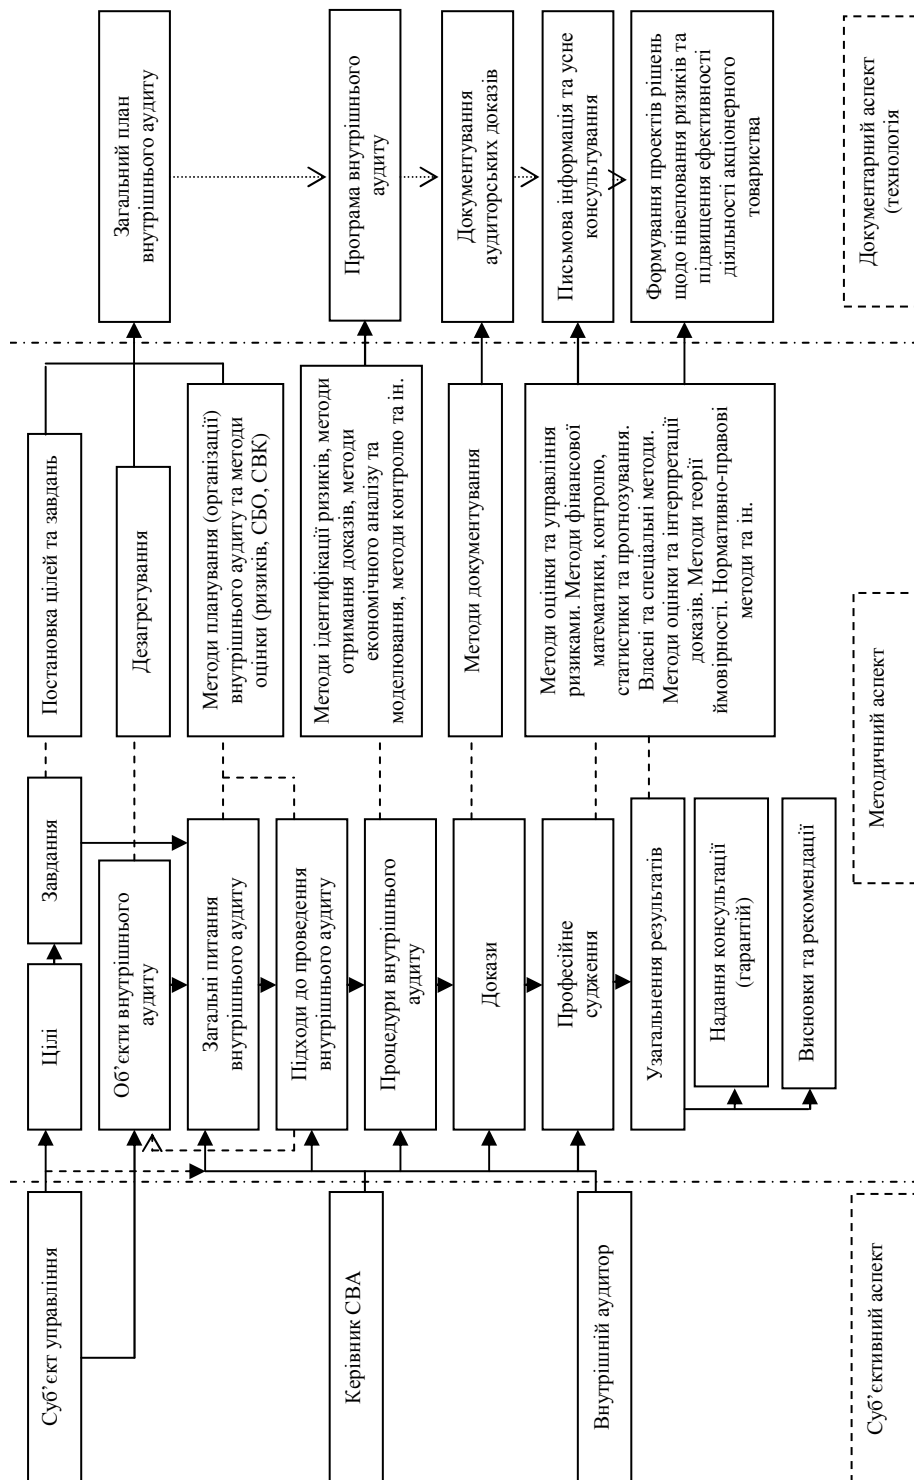 Суб’єкт управління
Керівник СВА
Внутрішній аудитор
Суб’єктивний аспект
Цілі
Завдання
Об’єкти внутрішнього
аудиту
Загальні питання
внутрішнього аудиту
Підходи до проведення
внутрішнього аудиту
Процедури внутрішнього
аудиту
Докази
Професійне
судження
Узагальнення результатів
Надання консультації
(гарантій)
Висновки та рекомендації
Постановка цілей та завдань
Дезагрегування
Методи планування (організації)
внутрішнього аудиту та методи
оцінки (ризиків, СБО, СВК)
Методи ідентифікації ризиків, методи
отримання доказів, методи
економічного аналізу та
моделювання, методи контролю та ін.
Методи документування
Методи оцінки та управління
ризиками. Методи фінансової
математики, контролю,
статистики та прогнозування.
Власні та спеціальні методи.
Методи оцінки та інтерпретації
доказів. Методи теорії
ймовірності. Нормативно-правові
методи та ін.
Методичний аспект
Загальний план
внутрішнього аудиту
Програма внутрішнього
аудиту
Документування
аудиторських доказів
Письмова інформація та усне
консультування
Формування проектів рішень
щодо нівелювання ризиків та
підвищення ефективності
діяльності акціонерного
товариства
Документарний аспект
(технологія)